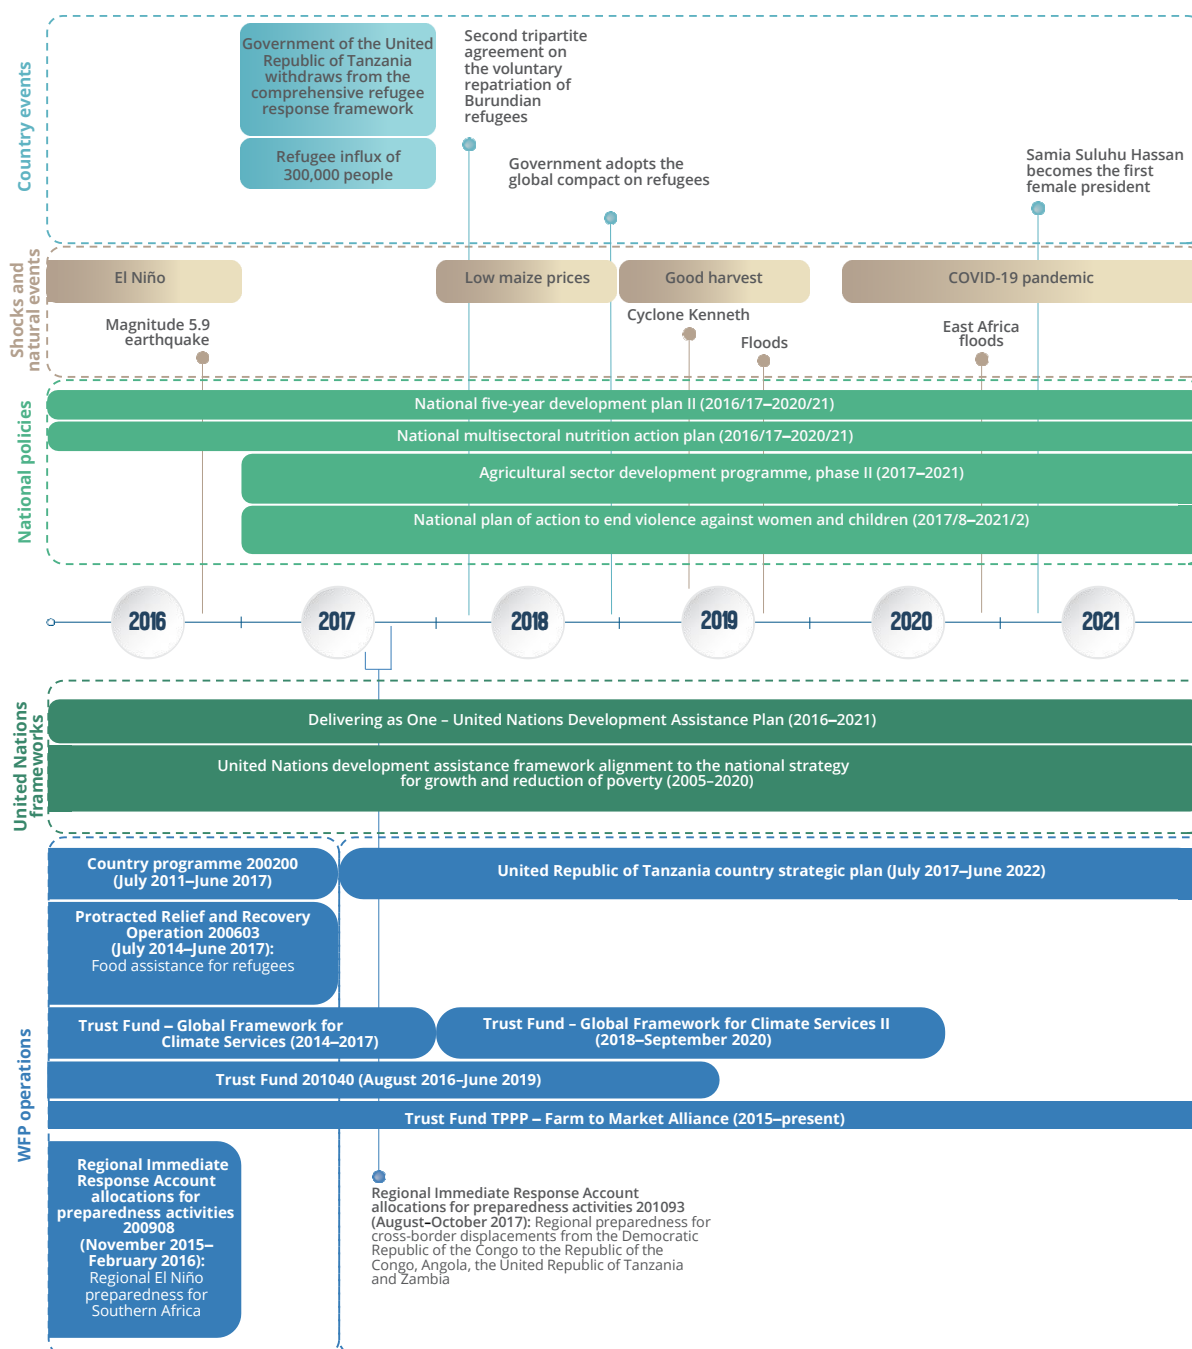 Country events
Government of the United
Republic of Tanzania
withdraws from the
comprehensive refugee
response framework
Refugee influx of
300,000 people
Second tripartite
agreement on
the voluntary
repatriation of
Burundian
refugees
Government adopts the
global compact on refugees
Samia Suluhu Hassan
becomes the first
female president
Shocks and
natural events
El Niño
Low maize prices
Good harvest
COVID-19 pandemic
Magnitude 5.9
earthquake
Cyclone Kenneth
Floods
East Africa
floods
National policies
National five-year development plan II (2016/17–2020/21)
National multisectoral nutrition action plan (2016/17–2020/21)
Agricultural sector development programme, phase II (2017–2021)
National plan of action to end violence against women and children (2017/8–2021/2)
2016
2017
2018
2019
2020
2021
United Nations
frameworks
Delivering as One – United Nations Development Assistance Plan (2016–2021)
United Nations development assistance framework alignment to the national strategy
for growth and reduction of poverty (2005–2020)
WFP operations
Country programme 200200
(July 2011–June 2017)
United Republic of Tanzania country strategic plan (July 2017–June 2022)
Protracted Relief and Recovery
Operation 200603
(July 2014–June 2017):
Food assistance for refugees
Trust Fund – Global Framework for
Climate Services (2014–2017)
Trust Fund – Global Framework for Climate Services II
(2018–September 2020)
Trust Fund 201040 (August 2016–June 2019)
Trust Fund TPPP – Farm to Market Alliance (2015–present)
Regional Immediate
Response Account
allocations for
preparedness activities
200908
(November 2015–
February 2016):
Regional El Niño
preparedness for
Southern Africa
Regional Immediate Response Account
allocations for preparedness activities 201093
(August–October 2017): Regional preparedness for
cross-border displacements from the Democratic
Republic of the Congo to the Republic of the
Congo, Angola, the United Republic of Tanzania
and Zambia